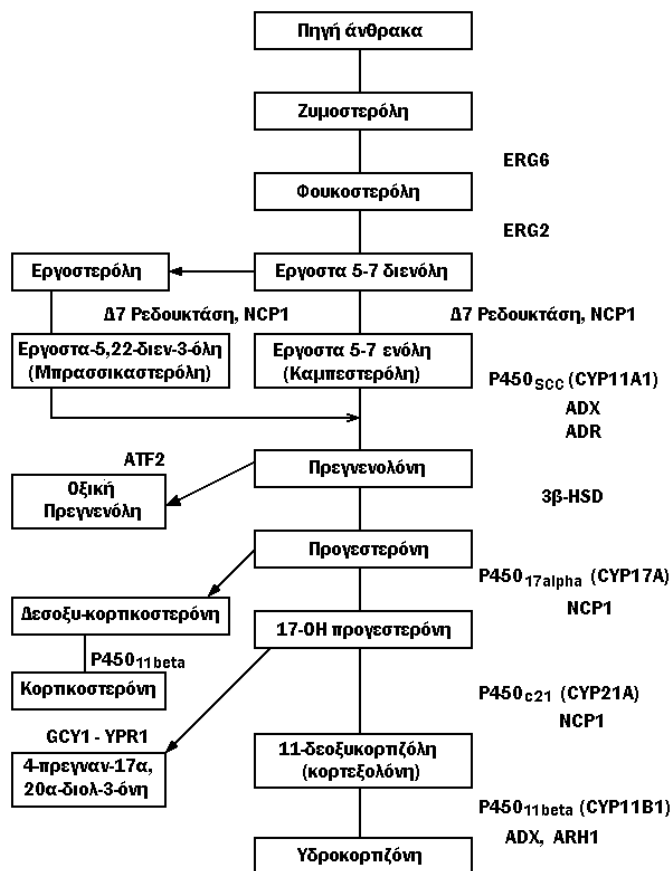 Πηγή άνθρακα
Ζυμοστερόλη
ERG6
Φουκοστερόλη
ERG2
Εργοστερόλη
Εργοστα 5-7 διενόλη
Δ7 Ρεδουκτάση, NCP1
Δ7 Ρεδουκτάση, NCP1
Εργοστα-5,22-διεν-3-όλη
(Μπρασσικαστερόλη)
Εργοστα 5-7 ενόλη
(Καμπεστερόλη)
P450SCC (CYP11A1)
ADX
ADR
ATF2
Πρεγνενολόνη
Οξική
Πρεγνενόλη
3β-HSD
Προγεστερόνη
P45017alpha (CYP17A)
NCP1
Δεσοξυ-κορτικοστερόνη
17-ΟΗ προγεστερόνη
P45011beta
Κορτικοστερόνη
P450c21 (CYP21A)
NCP1
GCY1 - YPR1
4-πρεγναν-17α,
20α-διολ-3-όνη
11-δεοξυκορτιζόλη
(κορτεξολόνη)
P45011beta (CYP11B1)
ADX, ARH1
Υδροκορτιζόνη